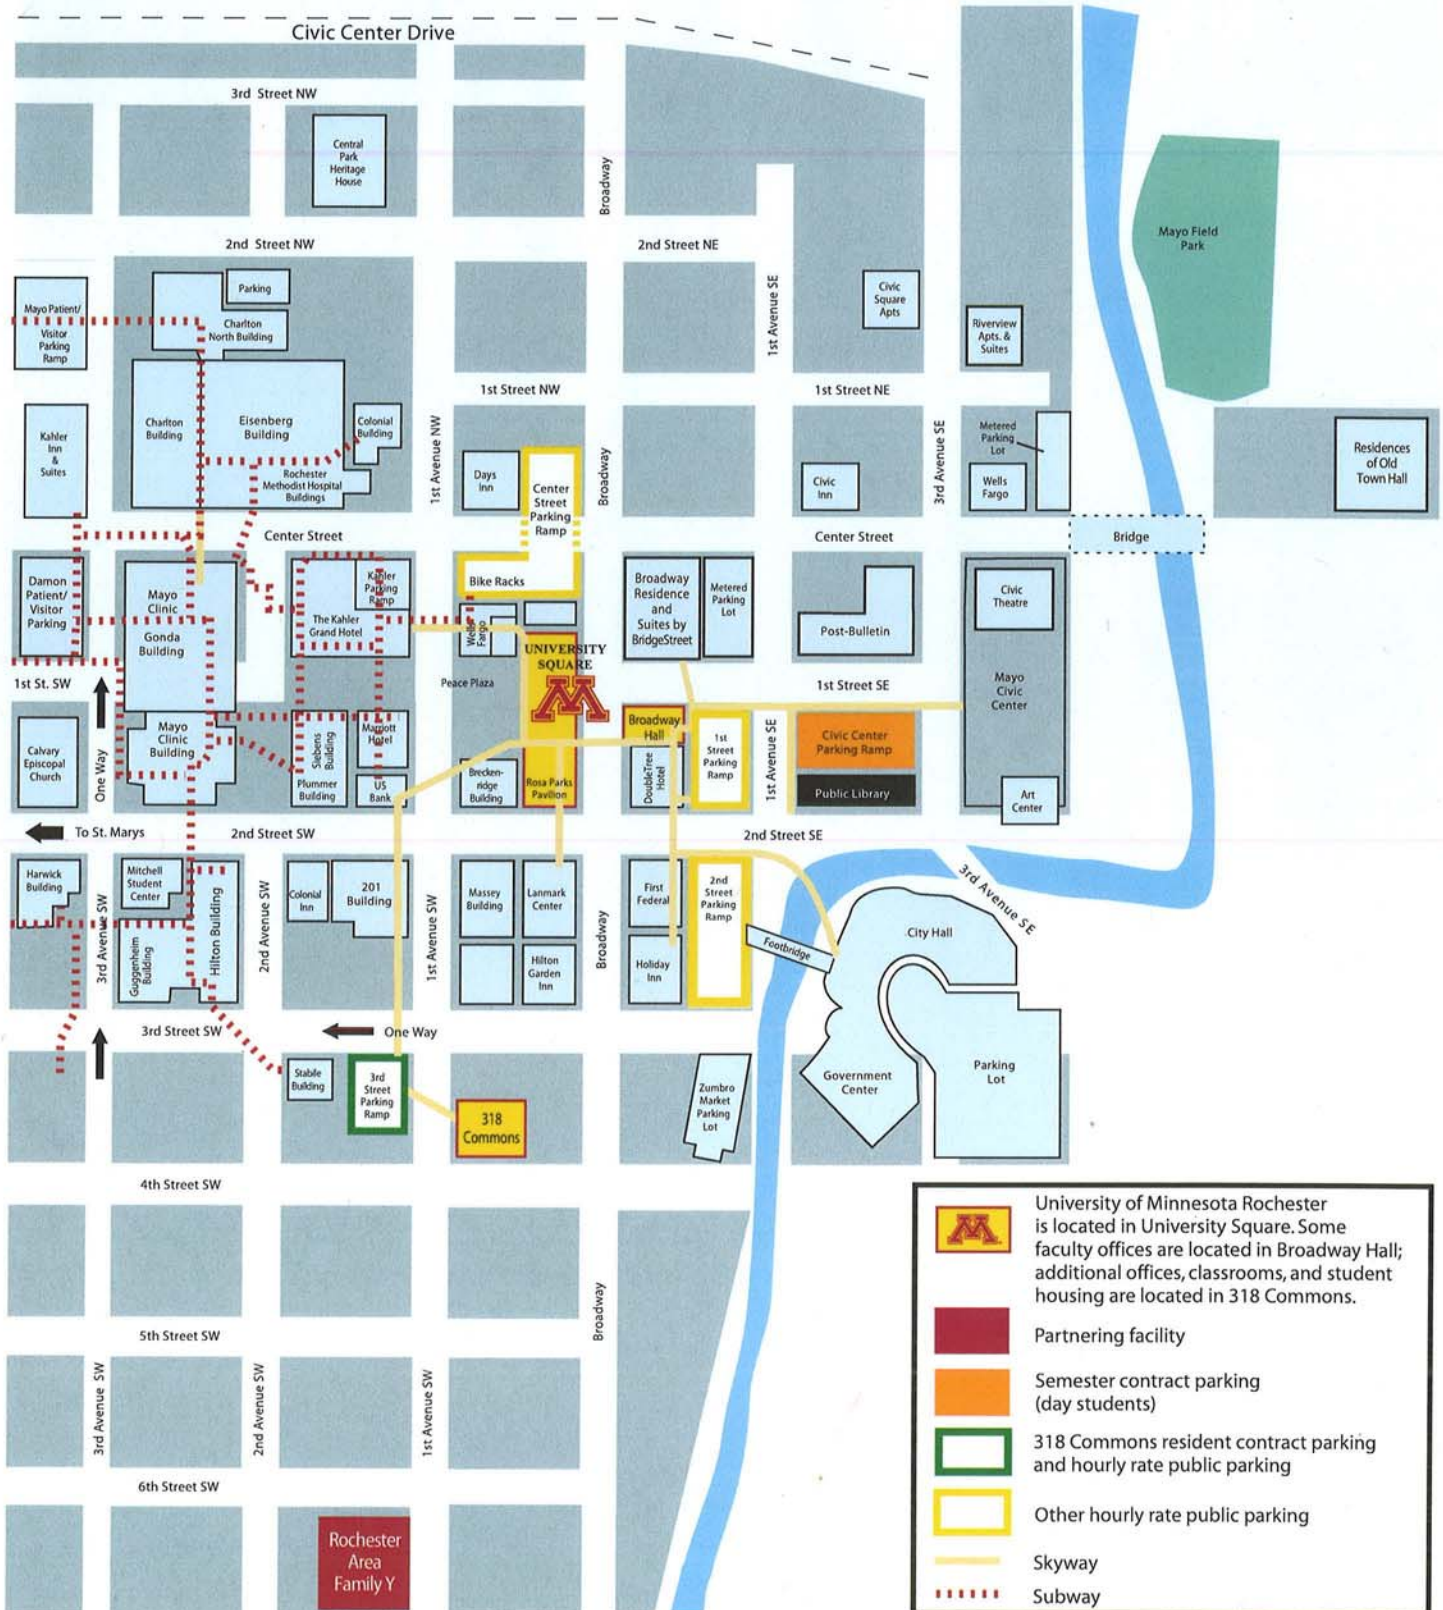 Civic Center Drive
3rd Street NW
Central
Park
Heritage
House
Broadway
2nd Street NW
2nd Street NE
Mayo Field
Park
Mayo Patient/
Visitor
Parking
Ramp
Parking
Charlton
North Building
1st Avenue SE
Civic
Square
Apts
Riverview
Apts. &
Suites
1st Street NW
1st Street NE
Kahler
Inn
&
Suites
Charlton
Building
Eisenberg
Building
Colonial
Building
Rochester
Methodist Hospital
Buildings
1st Avenue NW
Days
Inn
Center
Street
Parking
Ramp
Broadway
Civic
Inn
3rd Avenue SE
Metered
Parking
Lot
Wells
Fargo
Residences
of Old
Town Hall
Center Street
Center Street
Bridge
Damon
Patient/
Visitor
Parking
Mayo
Clinic
Gonda
Building
Kahler
Parking
Ramp
The Kahler
Grand Hotel
Bike Racks
Wells
Fargo
Broadway
Residence
and
Suites by
BridgeStreet
Metered
Parking
Lot
Post-Bulletin
Civic
Theatre
UNIVERSITY
SQUARE
M
1st St. SW
Peace Plaza
1st Street SE
Mayo
Civic
Center
Calvary
Episcopal
Church
One Way
Mayo
Clinic
Building
Siebens
Building
Plummer
Building
Marriott
Hotel
US
Bank
Brecken-
ridge
Building
Rosa Parks
Pavilion
Broadway
Hall
DoubleTree
Hotel
1st
Street
Parking
Ramp
1st Avenue SE
Civic Center
Parking Ramp
Public Library
Art
Center
To St. Marys
2nd Street SW
2nd Street SE
Harwick
Building
3rd Avenue SW
Mitchell
Student
Center
Guggenheim
Building
Hilton Building
2nd Avenue SW
Colonial
Inn
201
Building
1st Avenue SW
Massey
Building
Lanmark
Center
Hilton
Garden
Inn
Broadway
First
Federal
Holiday
Inn
2nd
Street
Parking
Ramp
Footbridge
3rd Avenue SE
City Hall
3rd Street SW
One Way
Stabile
Building
3rd
Street
Parking
Ramp
318
Commons
Zumbro
Market
Parking
Lot
Government
Center
Parking
Lot
4th Street SW
5th Street SW
Broadway
3rd Avenue SW
2nd Avenue SW
1st Avenue SW
6th Street SW
Rochester
Area
Family Y
M
University of Minnesota Rochester
is located in University Square. Some
faculty offices are located in Broadway Hall;
additional offices, classrooms, and student
housing are located in 318 Commons.
Partnering facility
Semester contract parking
(day students)
318 Commons resident contract parking
and hourly rate public parking
Other hourly rate public parking
Skyway
Subway